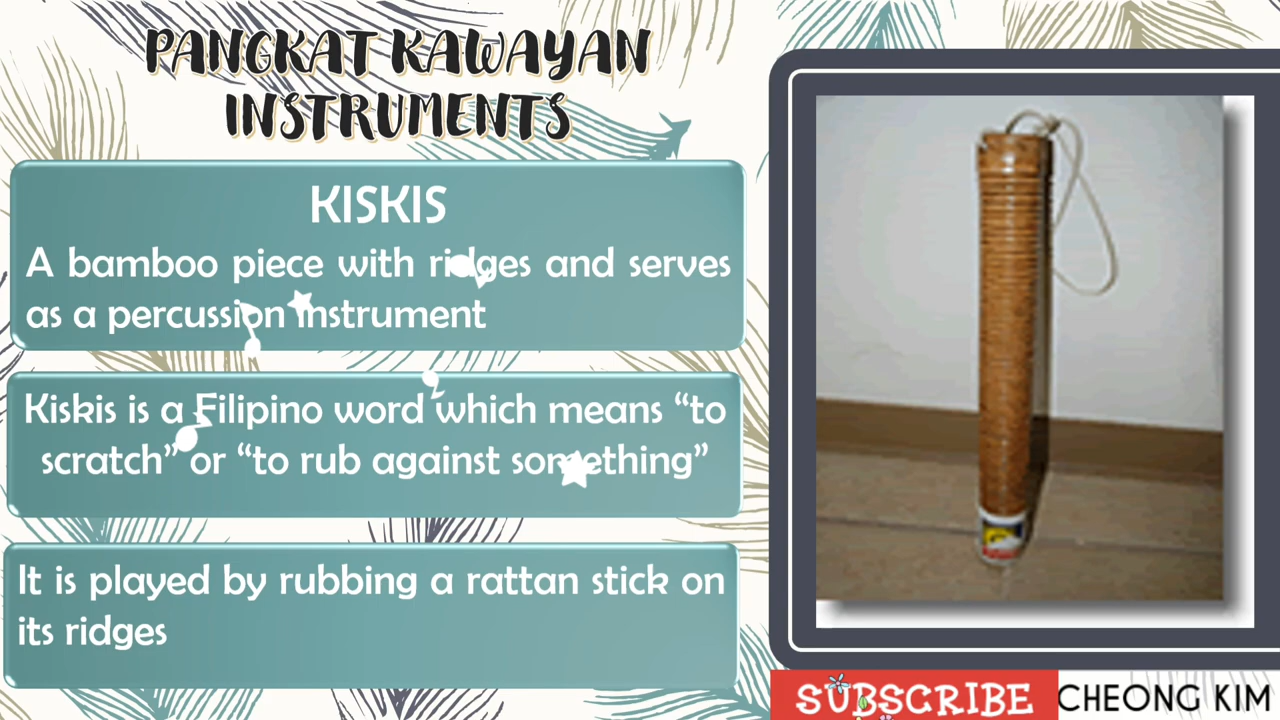 PANGKAT KAWAYAN
INSTRUMENTS
KISKIS
A bamboo piece with ridges and serves
as a percussion instrument
Kiskis is a Filipino word which means “to
scratch” or “to rub against something”
It is played by rubbing a rattan stick on
its ridges
SUBSCRIBE CHEONG KIM